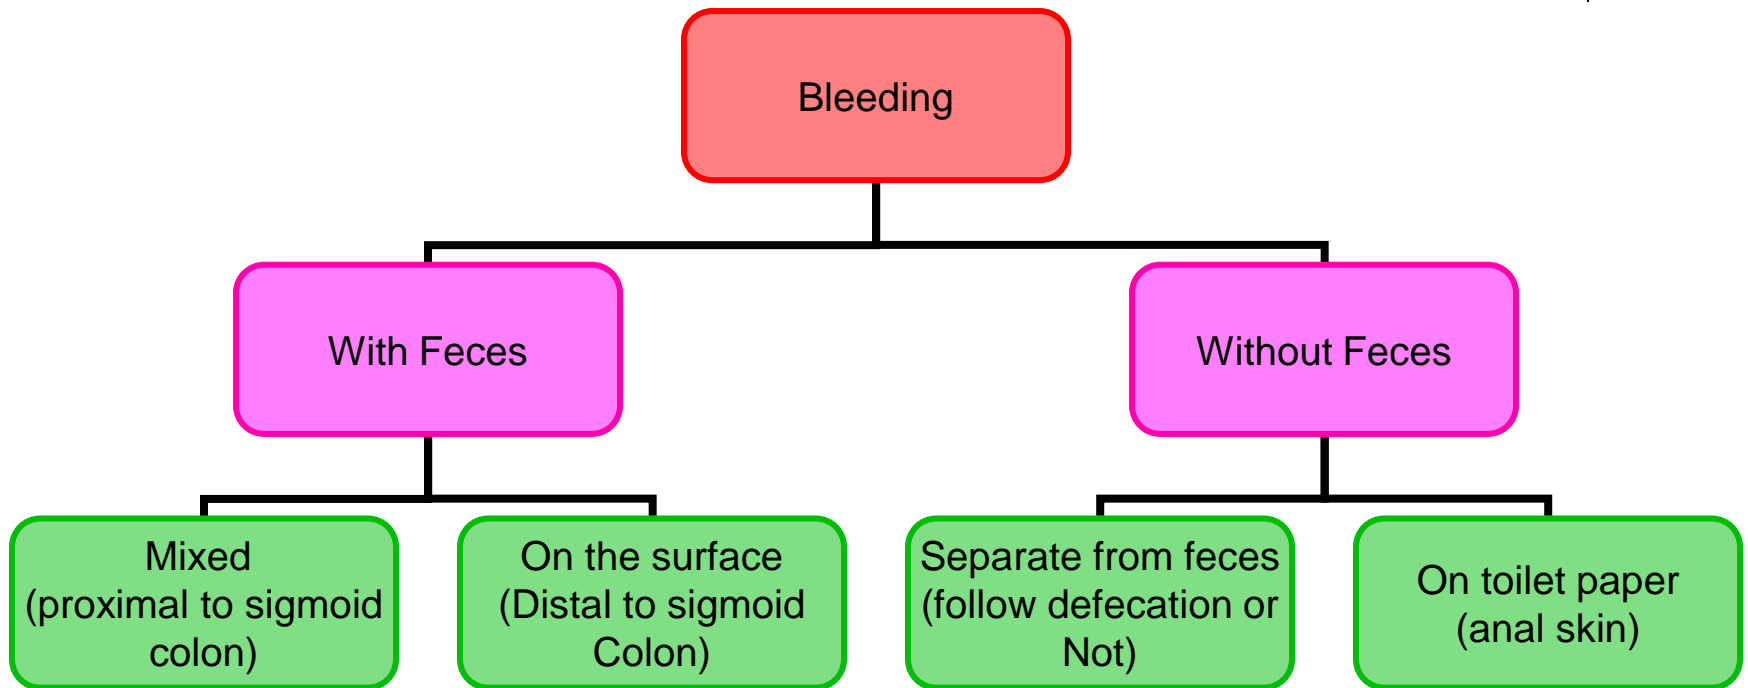 Bleeding
With Feces
Without Feces
Mixed
(proximal to sigmoid
colon)
On the surface
(Distal to sigmoid
Colon)
Separate from feces
(follow defecation or
Not)
On toilet paper
(anal skin)